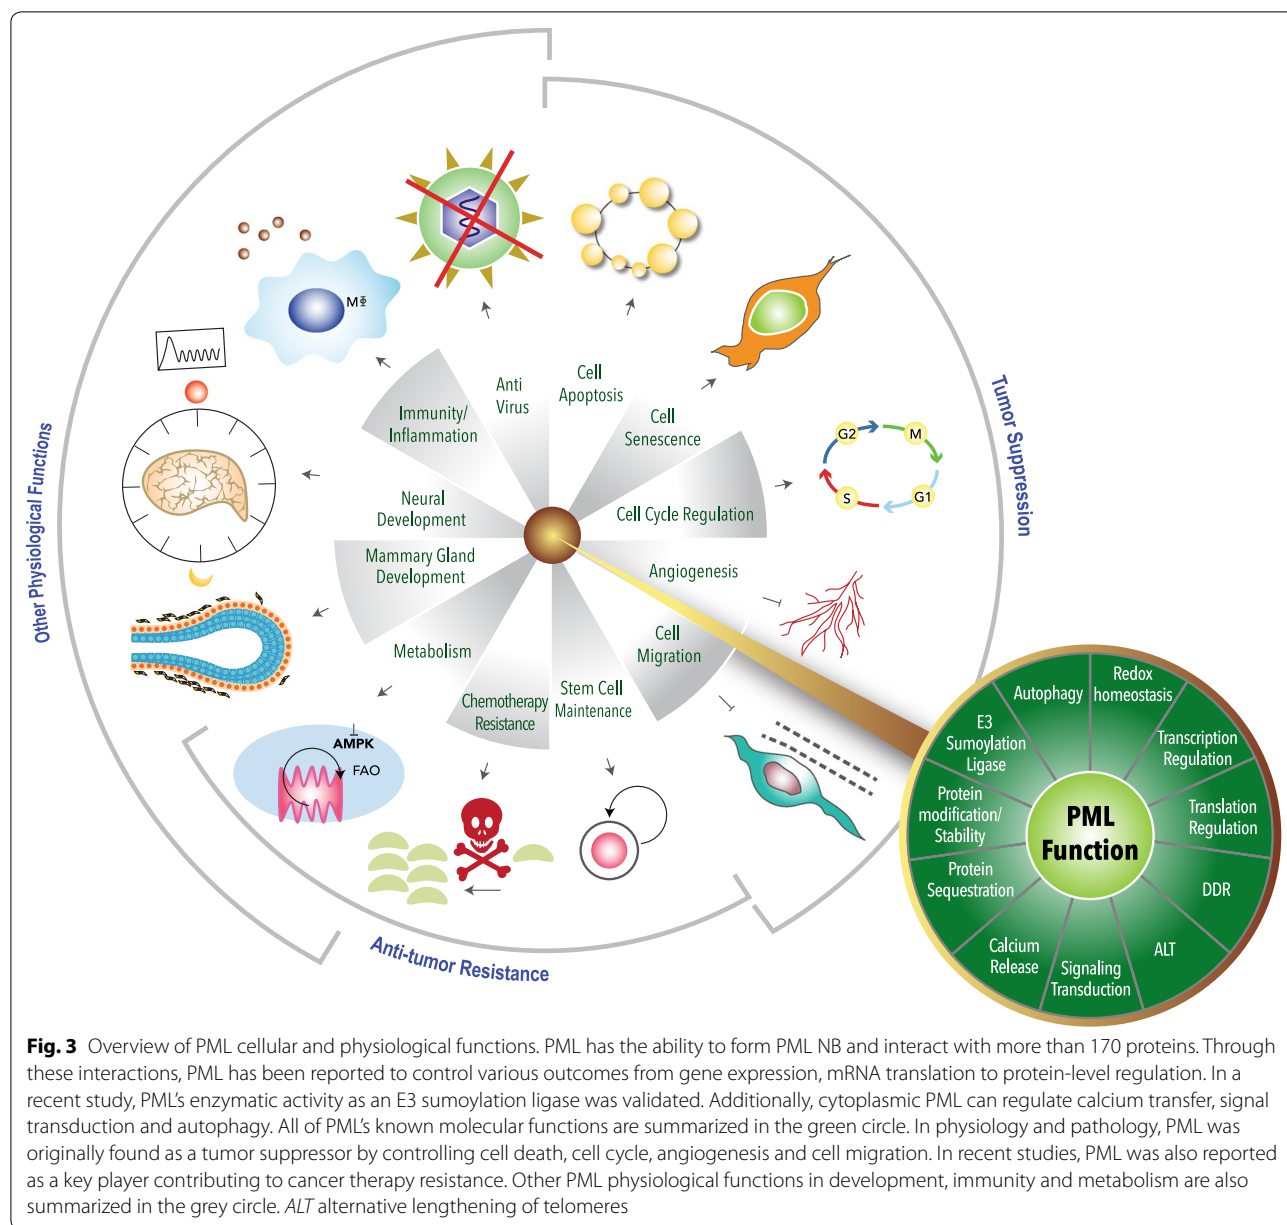 Other Physiological Functions
Tumor Suppression
Anti-tumor Resistance
MΦ
Anti
Virus
Cell
Apoptosis
Immunity/
Inflammation
Cell
Senescence
G2
M
S
G1
Neural
Development
Cell Cycle Regulation
Mammary Gland
Development
Angiogenesis
Metabolism
Cell
Migration
Chemotherapy
Resistance
Stem Cell
Maintenance
AMPK
FAO
Autophagy
Redox
homeostasis
E3
Sumoylation
Ligase
Transcription
Regulation
Protein
modification/
Stability
Translation
Regulation
PML
Function
Protein
Sequestration
DDR
Calcium
Release
Signaling
Transduction
ALT
Fig. 3 Overview of PML cellular and physiological functions. PML has the ability to form PML NB and interact with more than 170 proteins. Through
these interactions, PML has been reported to control various outcomes from gene expression, mRNA translation to protein-level regulation. In a
recent study, PML's enzymatic activity as an E3 sumoylation ligase was validated. Additionally, cytoplasmic PML can regulate calcium transfer, signal
transduction and autophagy. All of PML's known molecular functions are summarized in the green circle. In physiology and pathology, PML was
originally found as a tumor suppressor by controlling cell death, cell cycle, angiogenesis and cell migration. In recent studies, PML was also reported
as a key player contributing to cancer therapy resistance. Other PML physiological functions in development, immunity and metabolism are also
summarized in the grey circle. ALT alternative lengthening of telomeres